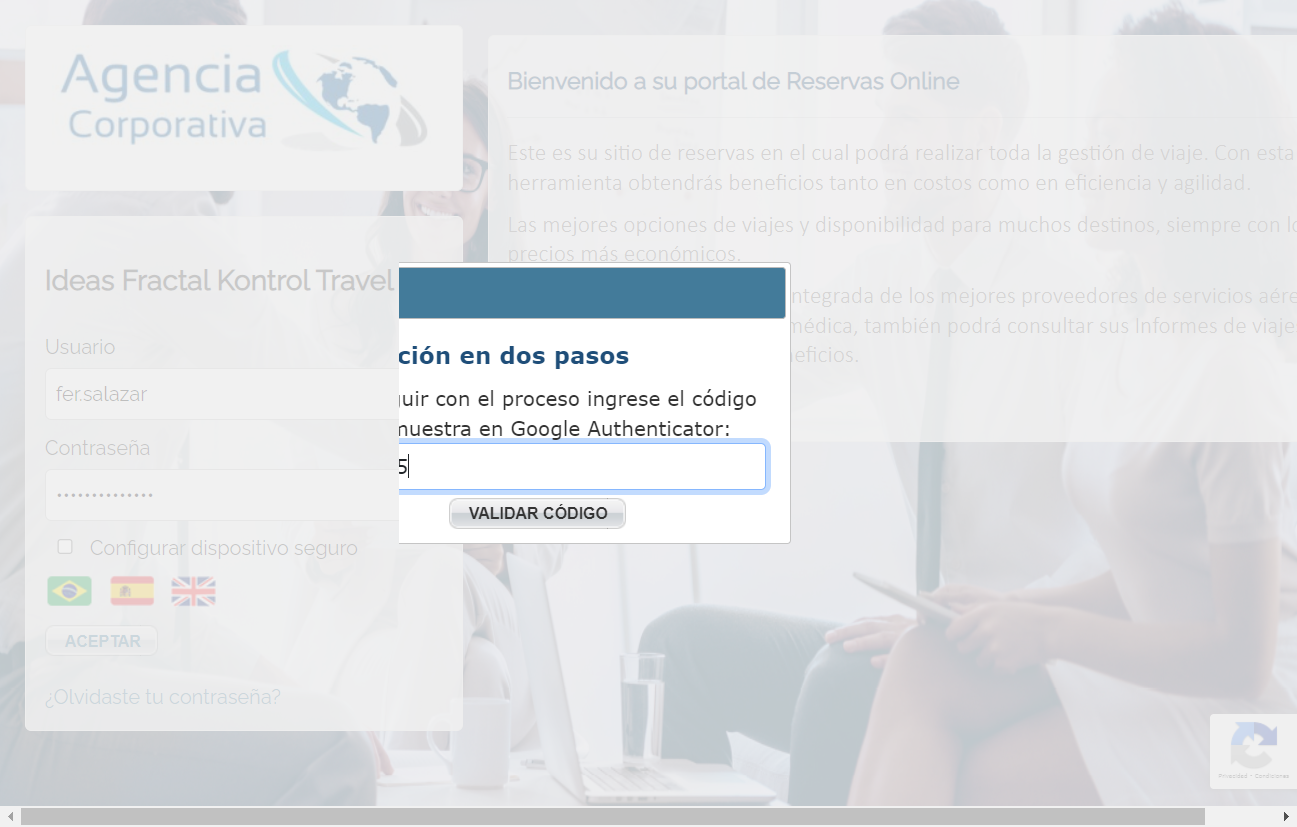 Agencia
Corporativa
Bienvenido a su portal de Reservas Online
Este es su sitio de reservas en el cual podrá realizar toda la gestión de viaje. Con esta
herramienta obtendrás beneficios tanto en costos como en eficiencia y agilidad.
Las mejores opciones de viajes y disponibilidad para muchos destinos, siempre con lo
precios más económicos.
ntegrada de los mejores proveedores de servicios aére
médica, también podrá consultar sus Informes de viaje
neficios.
Ideas Fractal Kontrol Travel
Usuario
fer.salazar
Contraseña
Configurar dispositivo seguro
ACEPTAR
¿Olvidaste tu contraseña?
ción en dos pasos
uir con el proceso ingrese el código
muestra en Google Authenticator:
5
VALIDAR CÓDIGO
Privacidad - Condiciones